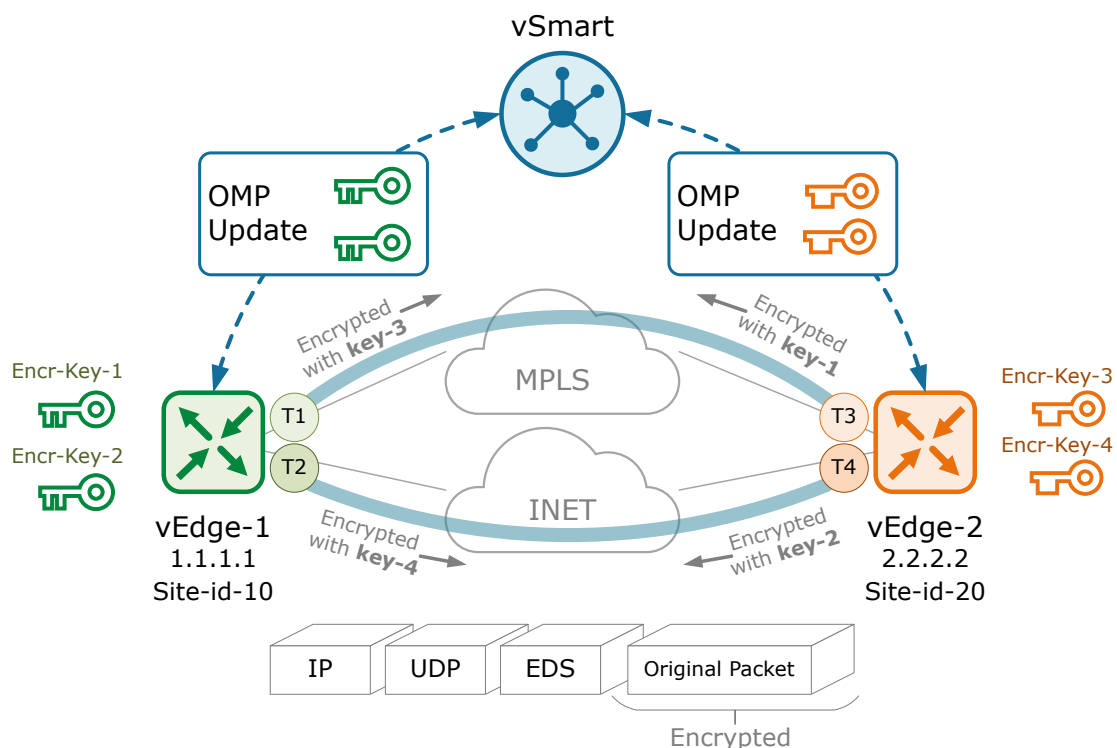 vSmart
OMP
Update
OMP
Update
Encrypted
with key-3
Encrypted
with key-1
MPLS
Encr-Key-1
Encr-Key-2
T1
T2
T3
T4
Encr-Key-3
Encr-Key-4
INET
vEdge-1
1.1.1.1
Site-id-10
Encrypted
with key-4
Encrypted
with key-2
vEdge-2
2.2.2.2
Site-id-20
IP
UDP
EDS
Original Packet
Encrypted